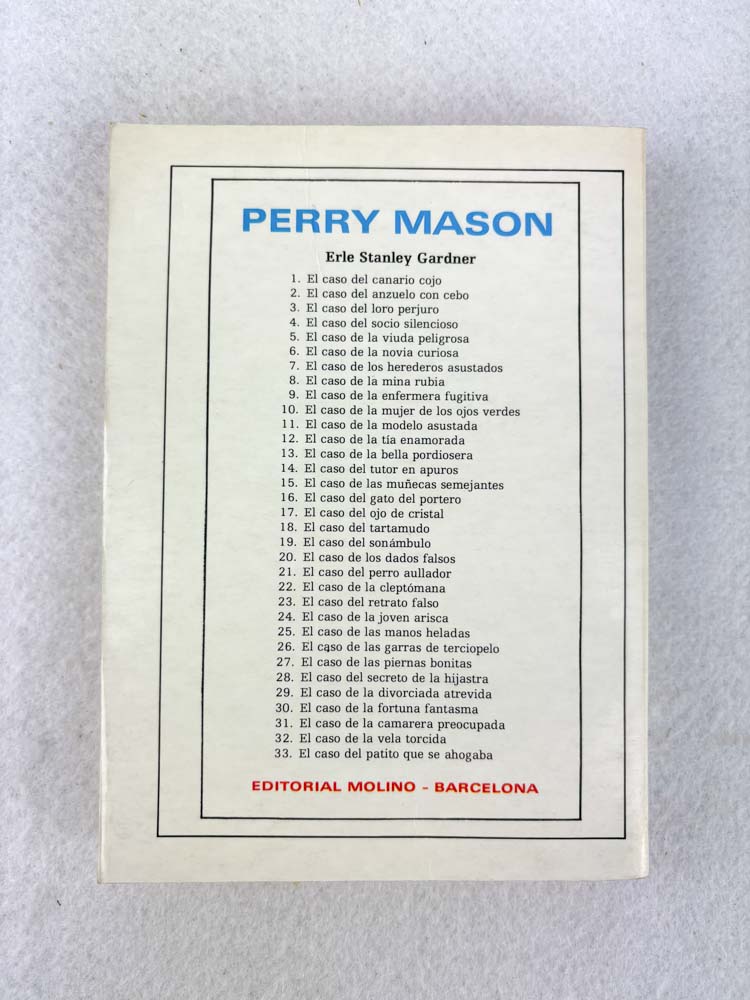 PERRY MASON
Erle Stanley Gardner
1. El caso del canario cojo
2. El caso del anzuelo con cebo
3. El caso del loro perjuro
4. El caso del socio silencioso
5. El caso de la viuda peligrosa
6. El caso de la novia curiosa
7. El caso de los herederos asustados
8. El caso de la mina rubia
9. El caso de la enfermera fugitiva
10. El caso de la mujer de los ojos verdes
11. El caso de la modelo asustada
12. El caso de la tía enamorada
13. El caso de la bella pordiosera
14. El caso del tutor en apuros
15. El caso de las muñecas semejantes
16. El caso del gato del portero
17. El caso del ojo de cristal
18. El caso del tartamudo
19. El caso del sonámbulo
20. El caso de los dados falsos
21. El caso del perro aullador
22. El caso de la cleptómana
23. El caso del retrato falso
24. El caso de la joven arisca
25. El caso de las manos heladas
26. El caso de las garras de terciopelo
27. El caso de las piernas bonitas
28. El caso del secreto de la hijastra
29. El caso de la divorciada atrevida
30. El caso de la fortuna fantasma
31. El caso de la camarera preocupada
32. El caso de la vela torcida
33. El caso del patito que se ahogaba
EDITORIAL MOLINO - BARCELONA